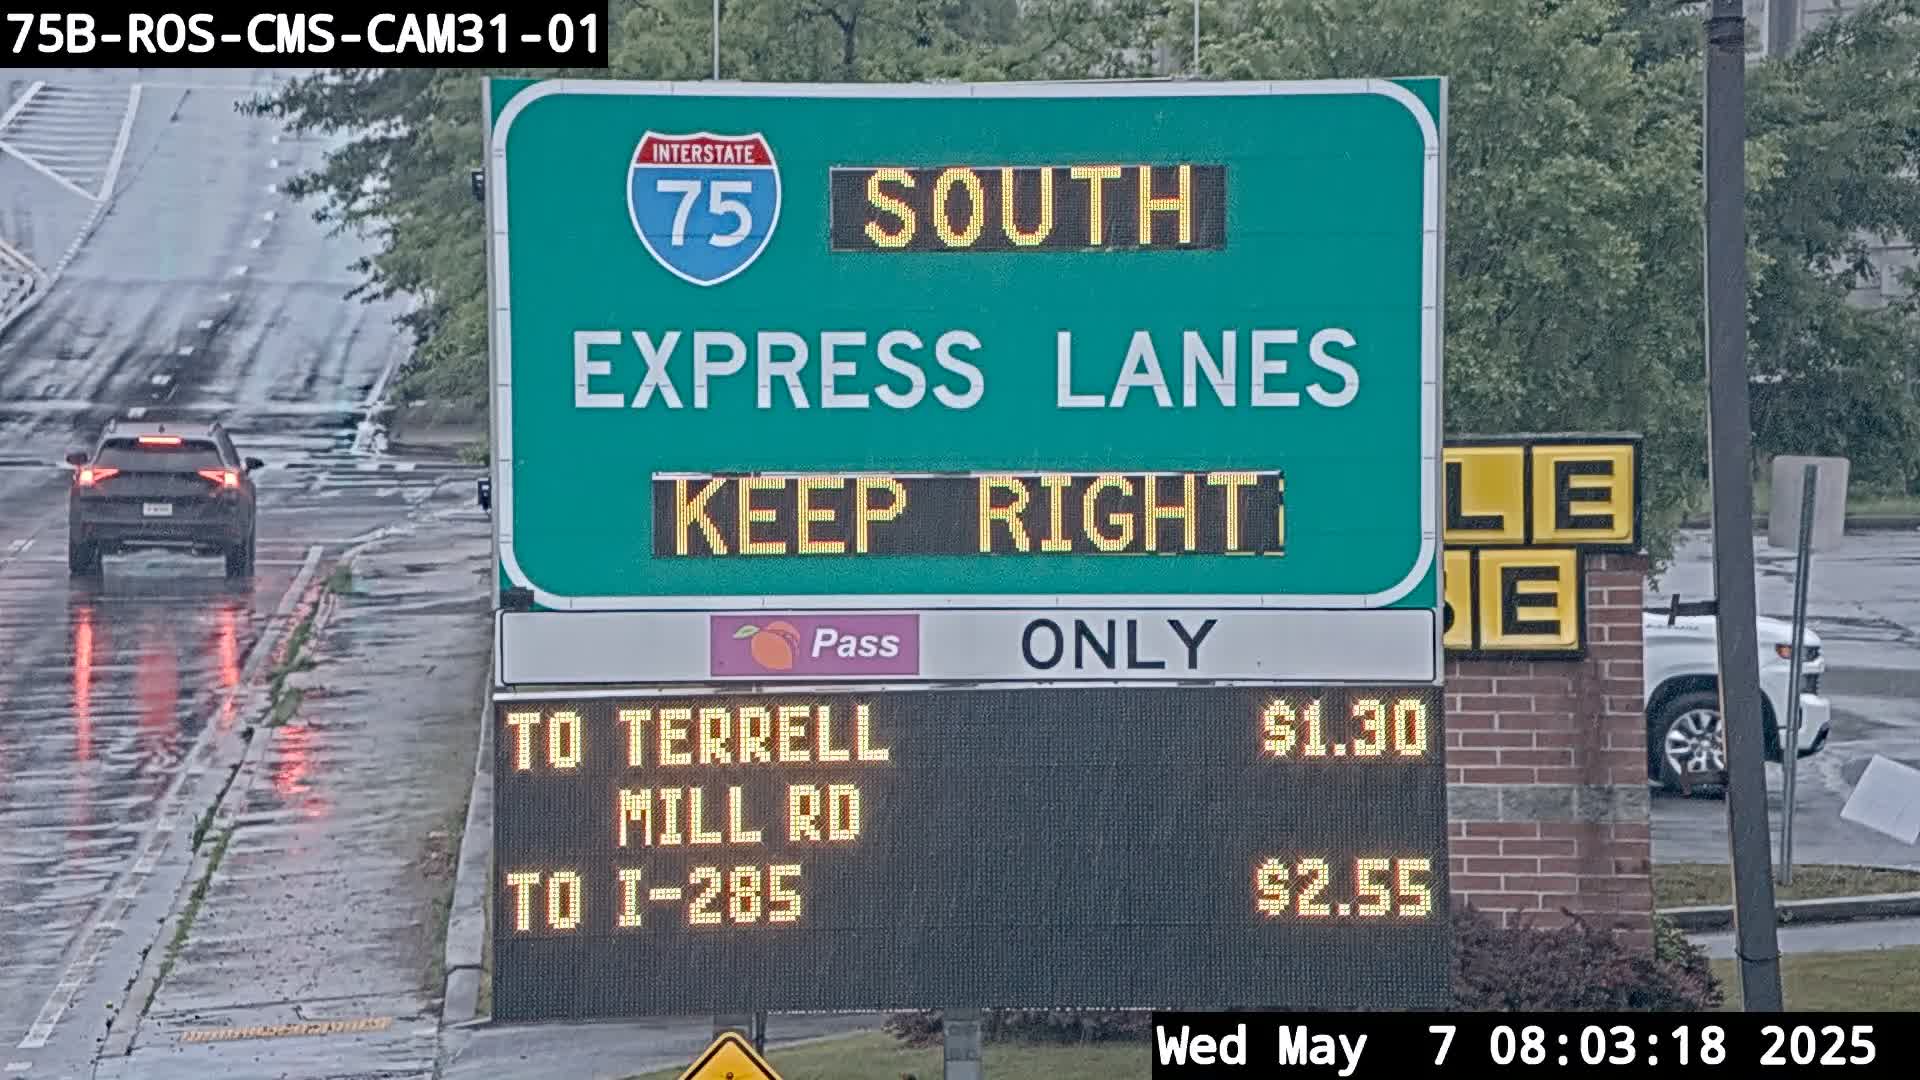 75B-ROS-CMS-CAM31-01
INTERSTATE
75
SOUTH
EXPRESS LANES
KEEP RIGHT
Pass ONLY
TO TERRELL $1.30
MILL RD
TO I-285 $2.55
LE
E
Wed May 7 08:03:18 2025